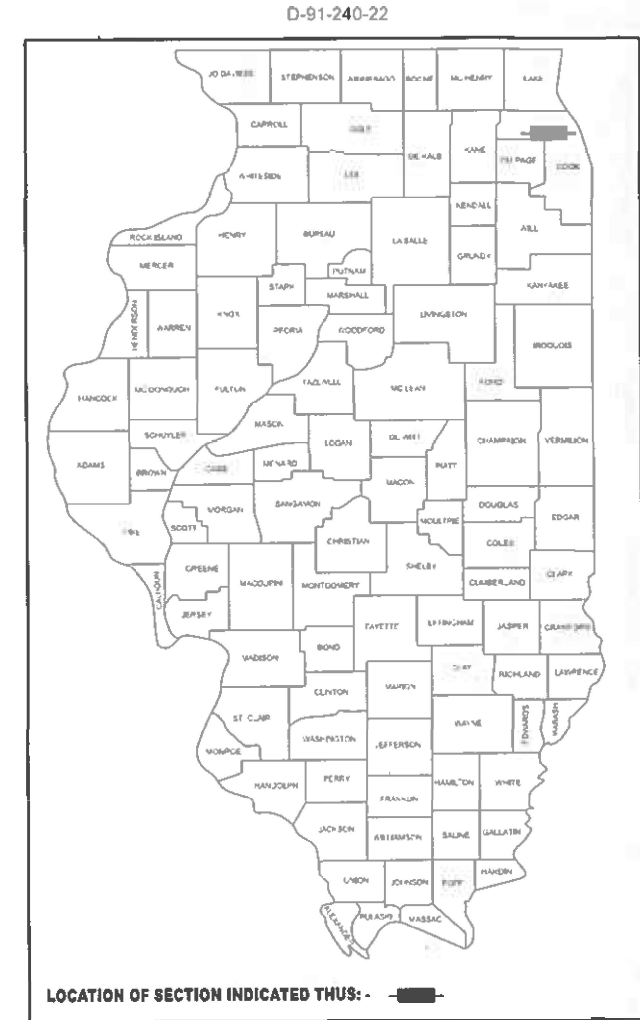 D-91-240-22
JO DAVIESS STEPHENSON WINNEBAGO BOONE MC HENRY LAKE
CARROLL OGLE DE KALB KANE DU PAGE COOK
WHITESIDE LEE
KENDALL
ROCK ISLAND HENRY BUREAU LA SALLE GRUNDY WILL
MERCER PUTNAM
STARK MARSHALL KANKAKEE
HENDERSON WARREN KNOX PEORIA WOODFORD LIVINGSTON IROQUOIS
HANCOCK MC DONOUGH FULTON TAZEWELL MC LEAN FORD
MASON
SCHUYLER LOGAN DE WITT CHAMPAIGN VERMILION
ADAMS BROWN CASS MENARD MACON PIATT
MORGAN SANGAMON DOUGLAS EDGAR
PIKE SCOTT CHRISTIAN MOULTRIE COLES
GREENE MACOUPIN MONTGOMERY SHELBY CUMBERLAND CLARK
CALHOUN JERSEY
FAYETTE EFFINGHAM JASPER CRAWFORD
MADISON BOND CLAY RICHLAND LAWRENCE
CLINTON MARION
ST. CLAIR WASHINGTON JEFFERSON WAYNE EDWARDS WABASH
MONROE
RANDOLPH PERRY HAMILTON WHITE
FRANKLIN
JACKSON WILLIAMSON SALINE GALLATIN
UNION JOHNSON POPE HARDIN
ALEXANDER PULASKI MASSAC
LOCATION OF SECTION INDICATED THUS: -